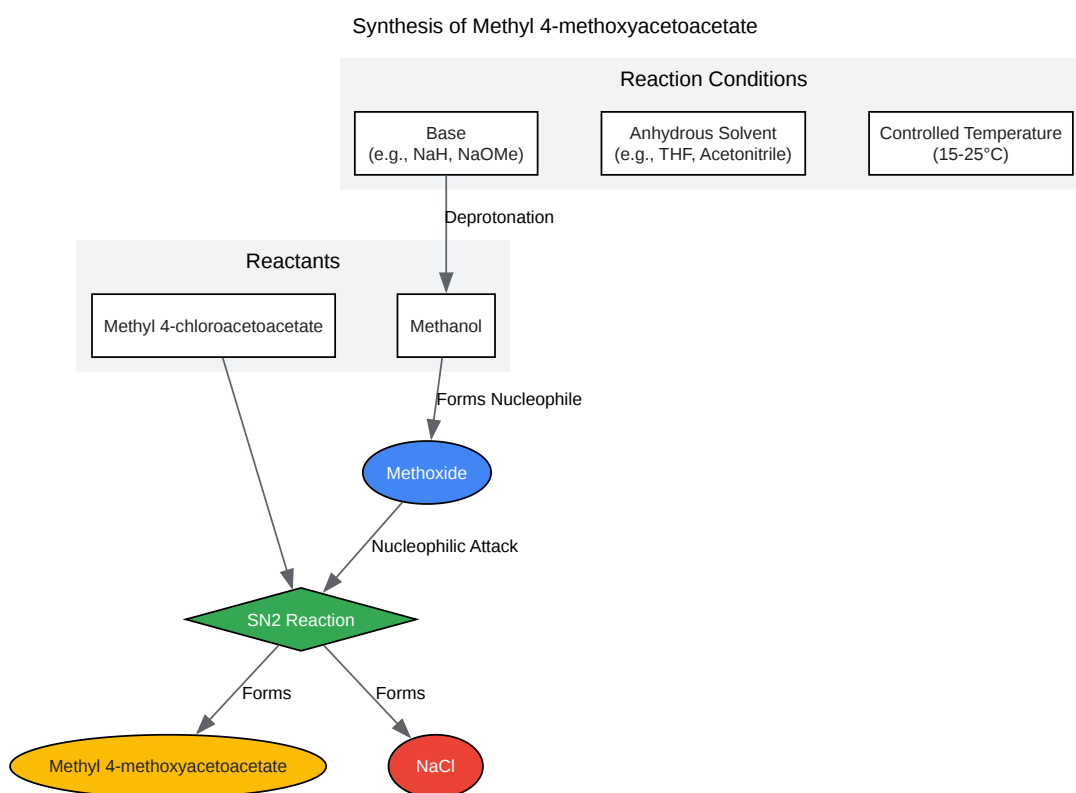 Synthesis of Methyl 4-methoxyacetoacetate
Reaction Conditions
Base
(e.g., NaH, NaOMe)
Anhydrous Solvent
(e.g., THF, Acetonitrile)
Controlled Temperature
(15-25°C)
Deprotonation
Reactants
Methyl 4-chloroacetoacetate
Methanol
Forms Nucleophile
Methoxide
Nucleophilic Attack
SN2 Reaction
Forms
Forms
Methyl 4-methoxyacetoacetate
NaCl